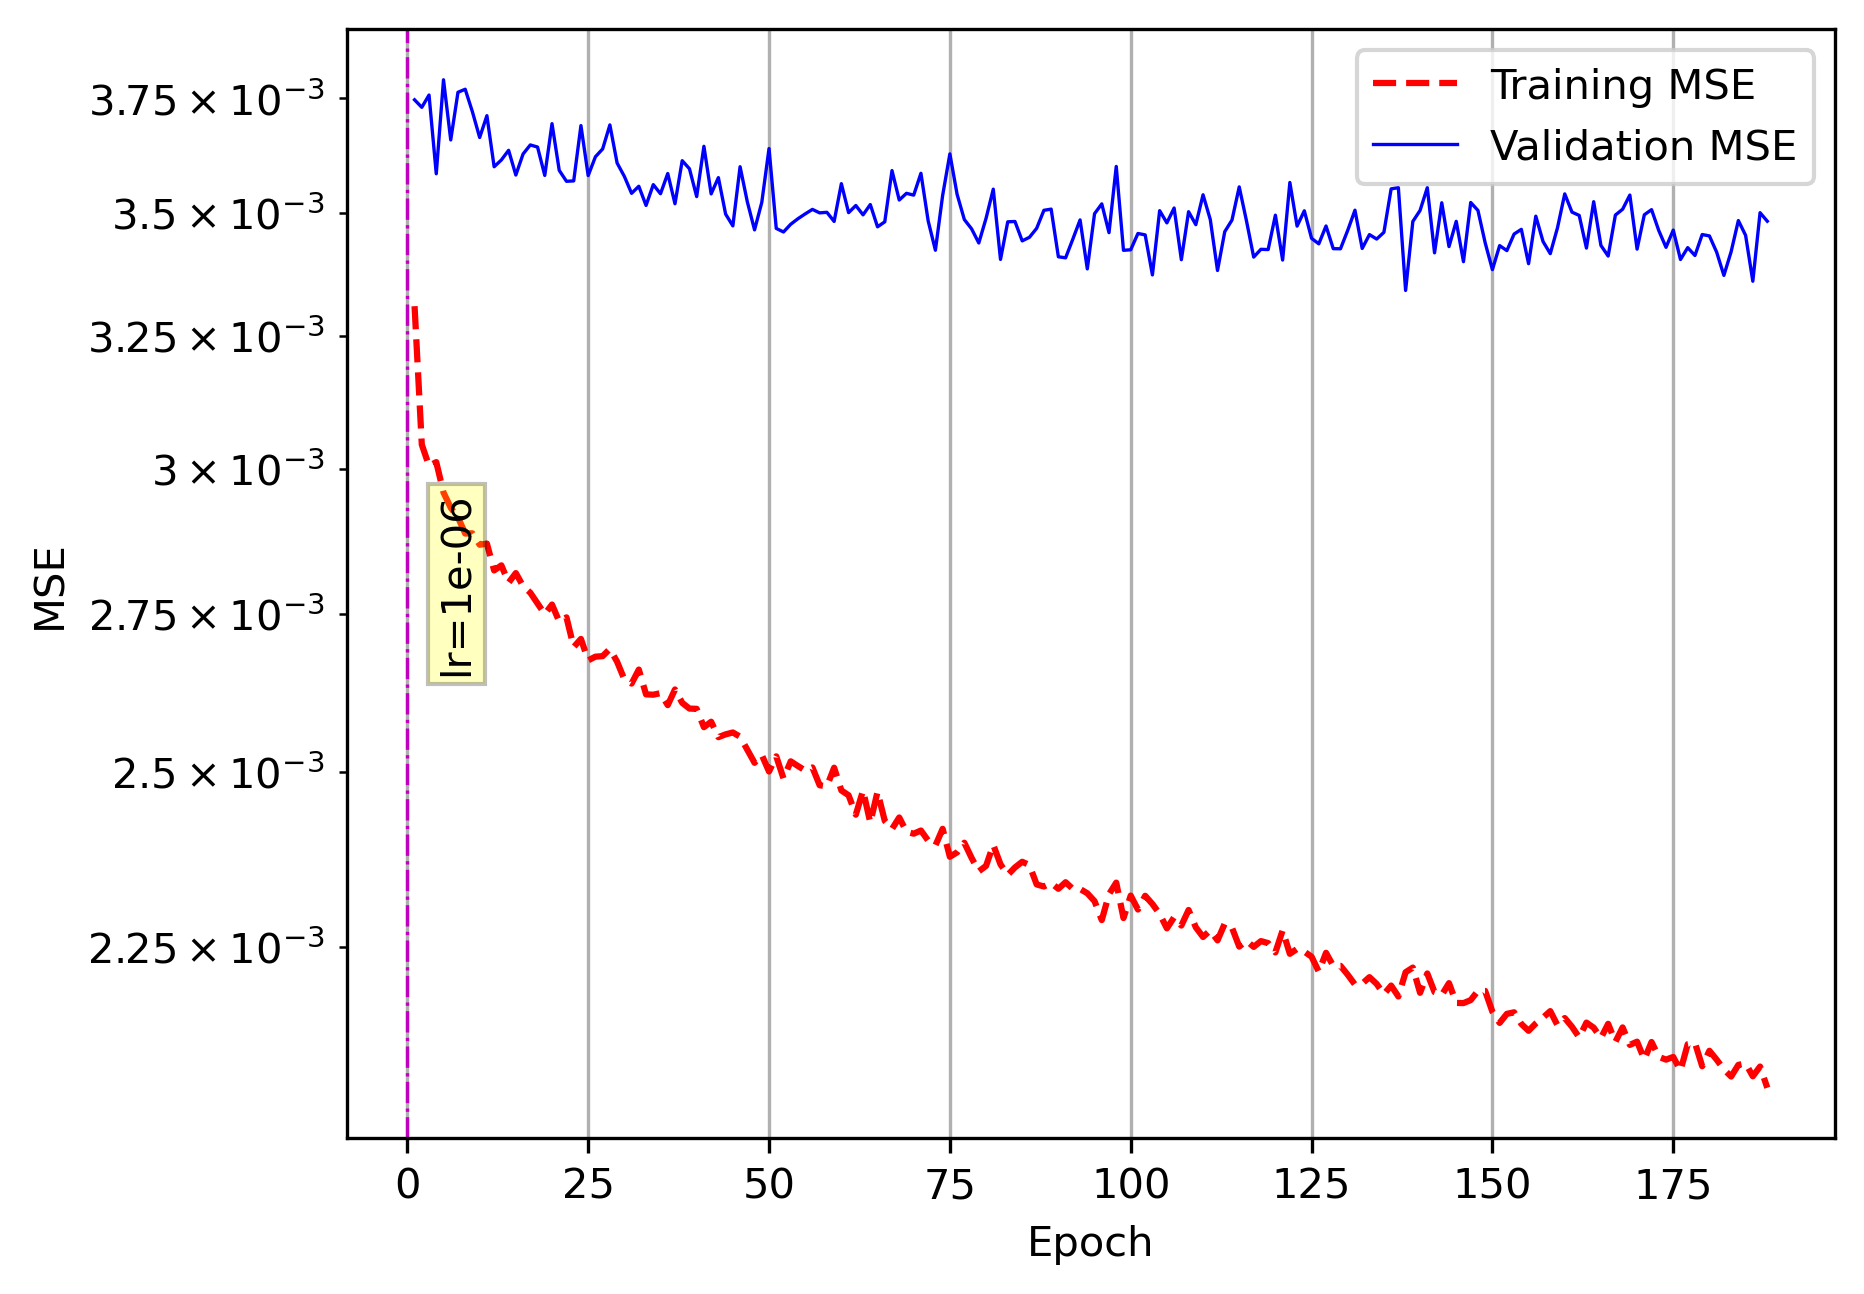 Training MSE
Validation MSE
3.75 × 10⁻³
3.5 × 10⁻³
3.25 × 10⁻³
3 × 10⁻³
2.75 × 10⁻³
2.5 × 10⁻³
2.25 × 10⁻³
MSE
lr=1e-06
0 25 50 75 100 125 150 175
Epoch